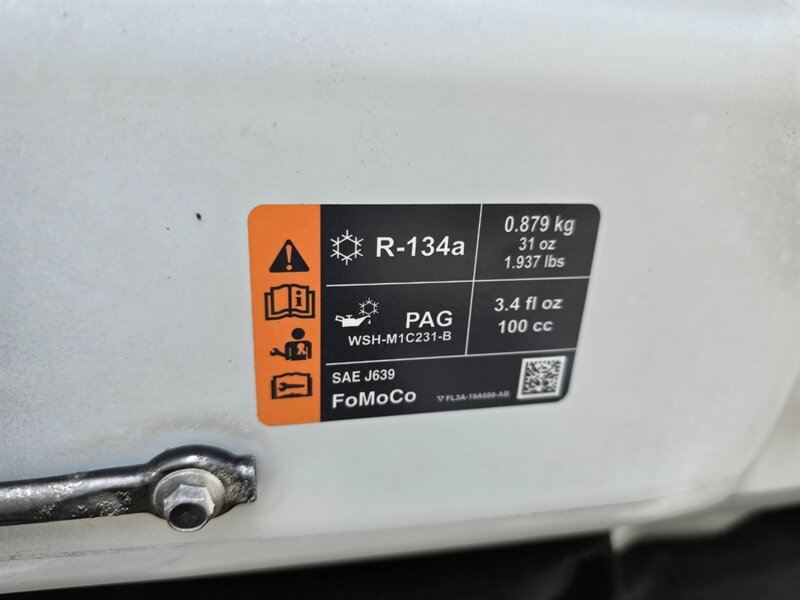 R-134a
0.879 kg
31 oz
1.937 lbs
PAG
WSH-M1C231-B
3.4 fl oz
100 cc
SAE J639
FoMoCo
FL3A-19A688-AB